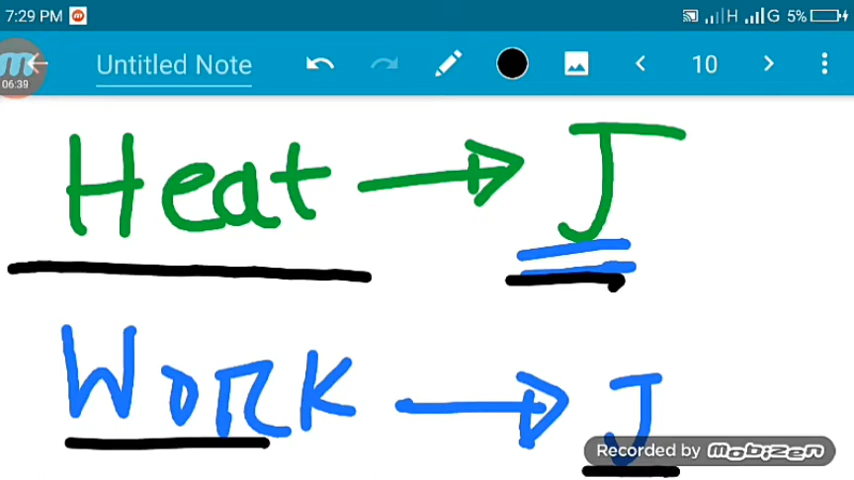 7:29 PM H G 5%
06:39 Untitled Note 10
Heat → J
WORK → J
Recorded by Mobizen